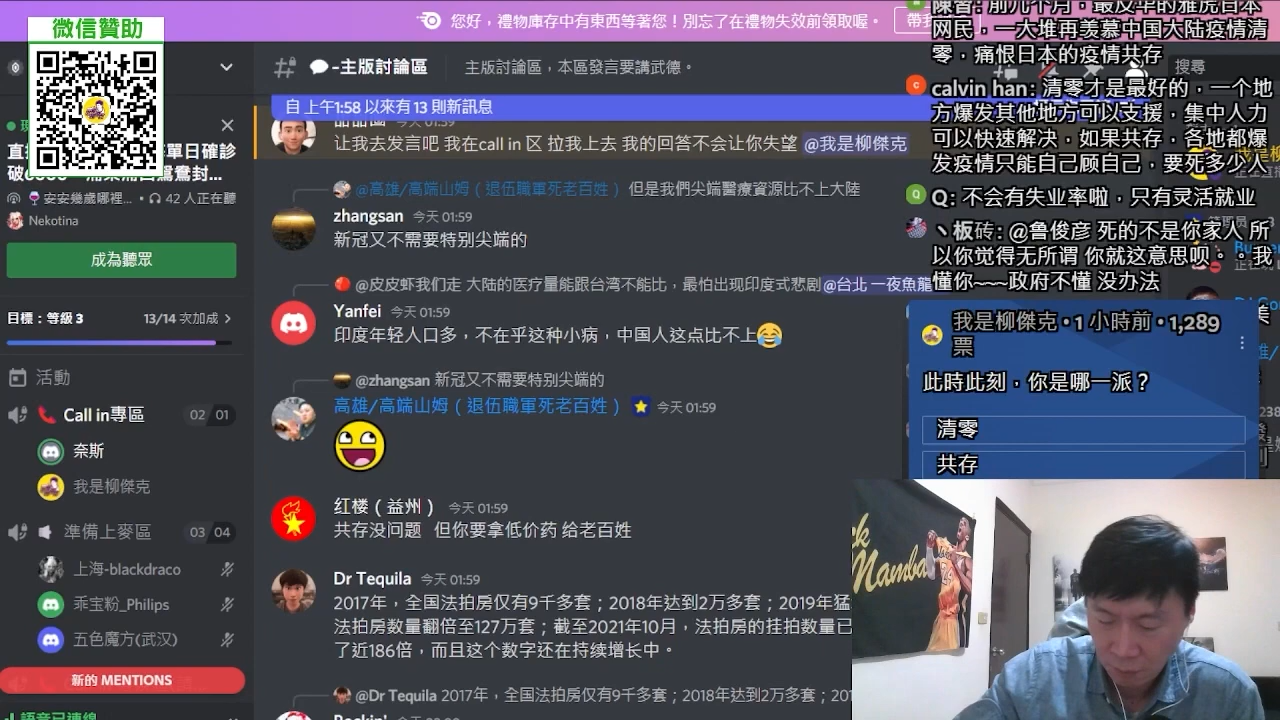 您好，禮物庫存中有東西等著您！別忘了在禮物失效前領取喔。
微信贊助
-主版討論區
主版討論區，本區發言要講武德。
搜尋
自 上午1:58 以來有 13 則新訊息
让我去发言吧 我在call in 区 拉我上去 我的回答不会让你失望 @我是柳傑克
單日確診
42 人正在聽
Nekotina
成為聽眾
目標：等級 3
13/14 次加成
活動
Call in專區
02 01
奈斯
我是柳傑克
準備上麥區
03 04
上海-blackdraco
乖宝粉_Philips
五色魔方(武汉)
新的 MENTIONS
@高雄/高端山姆（退伍職軍死老百姓） 但是我們尖端醫療資源比不上大陸
zhangsan 今天 01:59
新冠又不需要特别尖端的
@皮皮虾我们走 大陆的医疗量能跟台湾不能比，最怕出现印度式悲剧 @台北 一夜魚龍
Yanfei 今天 01:59
印度年轻人口多，不在乎这种小病，中国人这点比不上😂
@zhangsan 新冠又不需要特别尖端的
高雄/高端山姆（退伍職軍死老百姓） 今天 01:59
红楼（益州） 今天 01:59
共存没问题 但你要拿低价药 给老百姓
Dr Tequila 今天 01:59
2017年，全国法拍房仅有9千多套；2018年达到2万多套；2019年猛
法拍房数量翻倍至127万套；截至2021年10月，法拍房的挂拍数量已
了近186倍，而且这个数字还在持续增长中。
@Dr Tequila 2017年，全国法拍房仅有9千多套；2018年达到2万多套；201
网民，一大堆再羡慕中国大陆疫情清
零，痛恨日本的疫情共存
calvin han: 清零才是最好的，一个地
方爆发其他地方可以支援，集中人力
可以快速解决，如果共存，各地都爆
发疫情只能自己顾自己，要死多少人
Q: 不会有失业率啦，只有灵活就业
丶板砖: @鲁俊彦 死的不是你家人 所
以你觉得无所谓 你就这意思呗。。我
懂你~~~政府不懂 没办法
我是柳傑克 • 1 小時前 • 1,289
票
此時此刻，你是哪一派？
清零
共存
Mamba